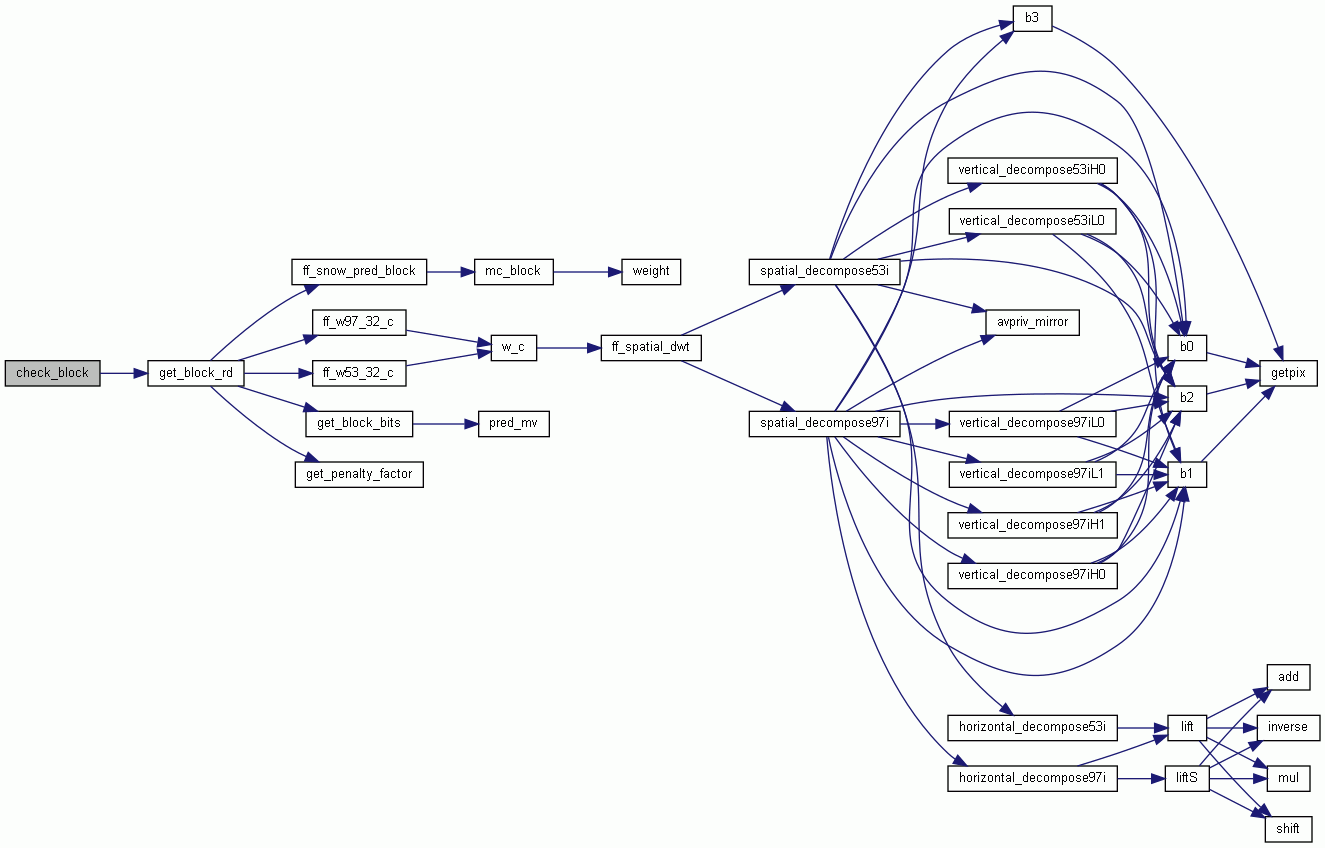 check_block
get_block_rd
ff_snow_pred_block
ff_w97_32_c
ff_w53_32_c
get_block_bits
get_penalty_factor
mc_block
w_c
pred_mv
weight
ff_spatial_dwt
spatial_decompose53i
spatial_decompose97i
b3
vertical_decompose53iH0
vertical_decompose53iL0
avpriv_mirror
vertical_decompose97iL0
vertical_decompose97iL1
vertical_decompose97iH1
vertical_decompose97iH0
horizontal_decompose53i
horizontal_decompose97i
b0
b2
b1
lift
liftS
getpix
add
inverse
mul
shift